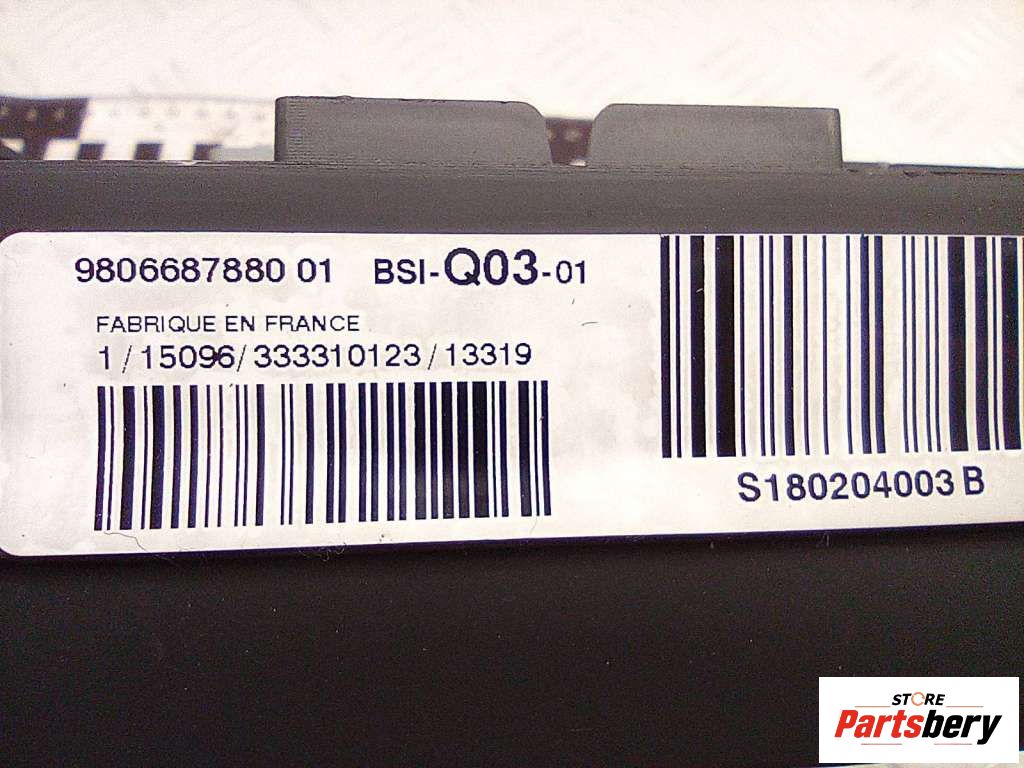 9806687880 01 BSI-Q03-01
FABRIQUE EN FRANCE
1/15096/333310123/13319
S180204003 B
STORE
Partsbery